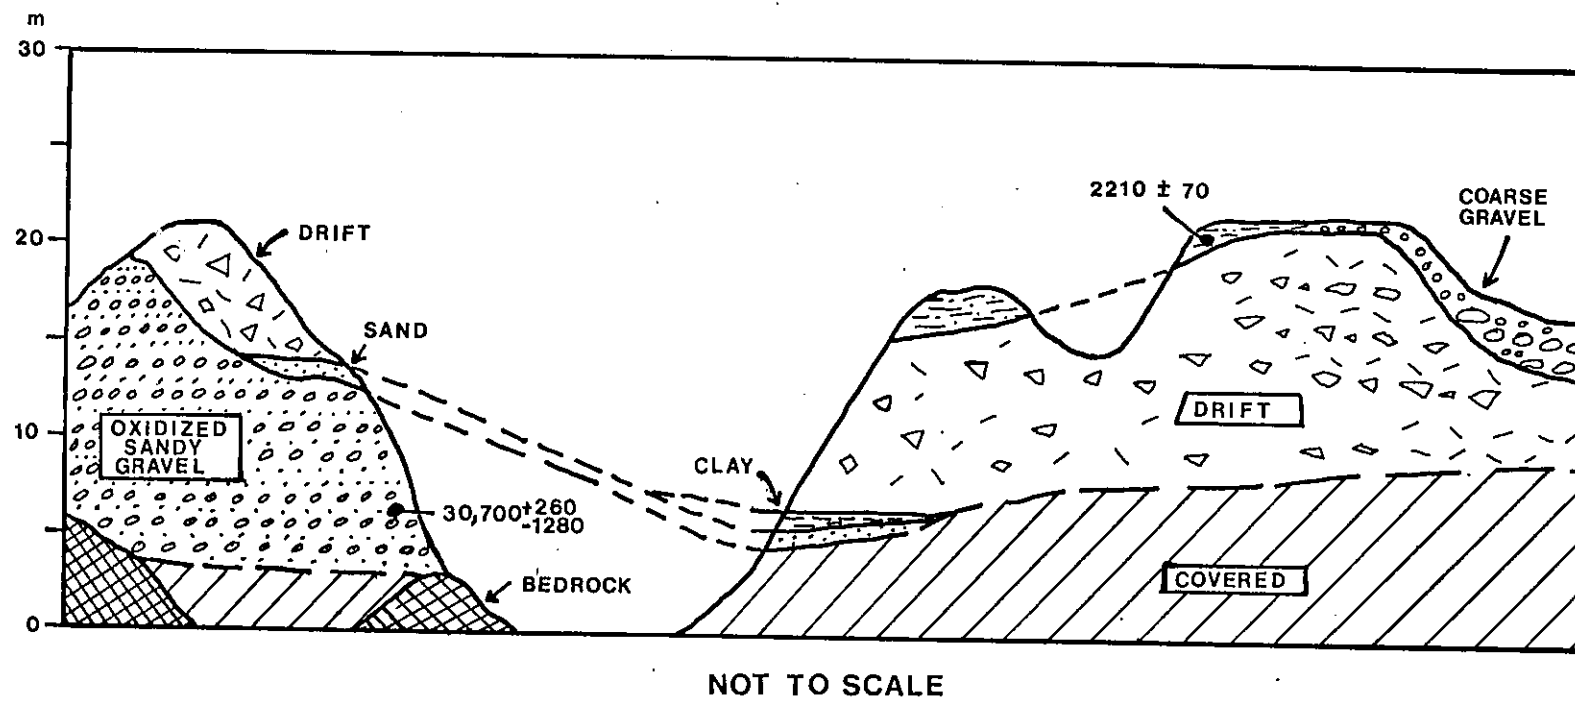 m
30
20
10
0
DRIFT
SAND
OXIDIZED
SANDY
GRAVEL
30,700 +260
-1280
BEDROCK
CLAY
2210 ± 70
COARSE
GRAVEL
DRIFT
COVERED
NOT TO SCALE